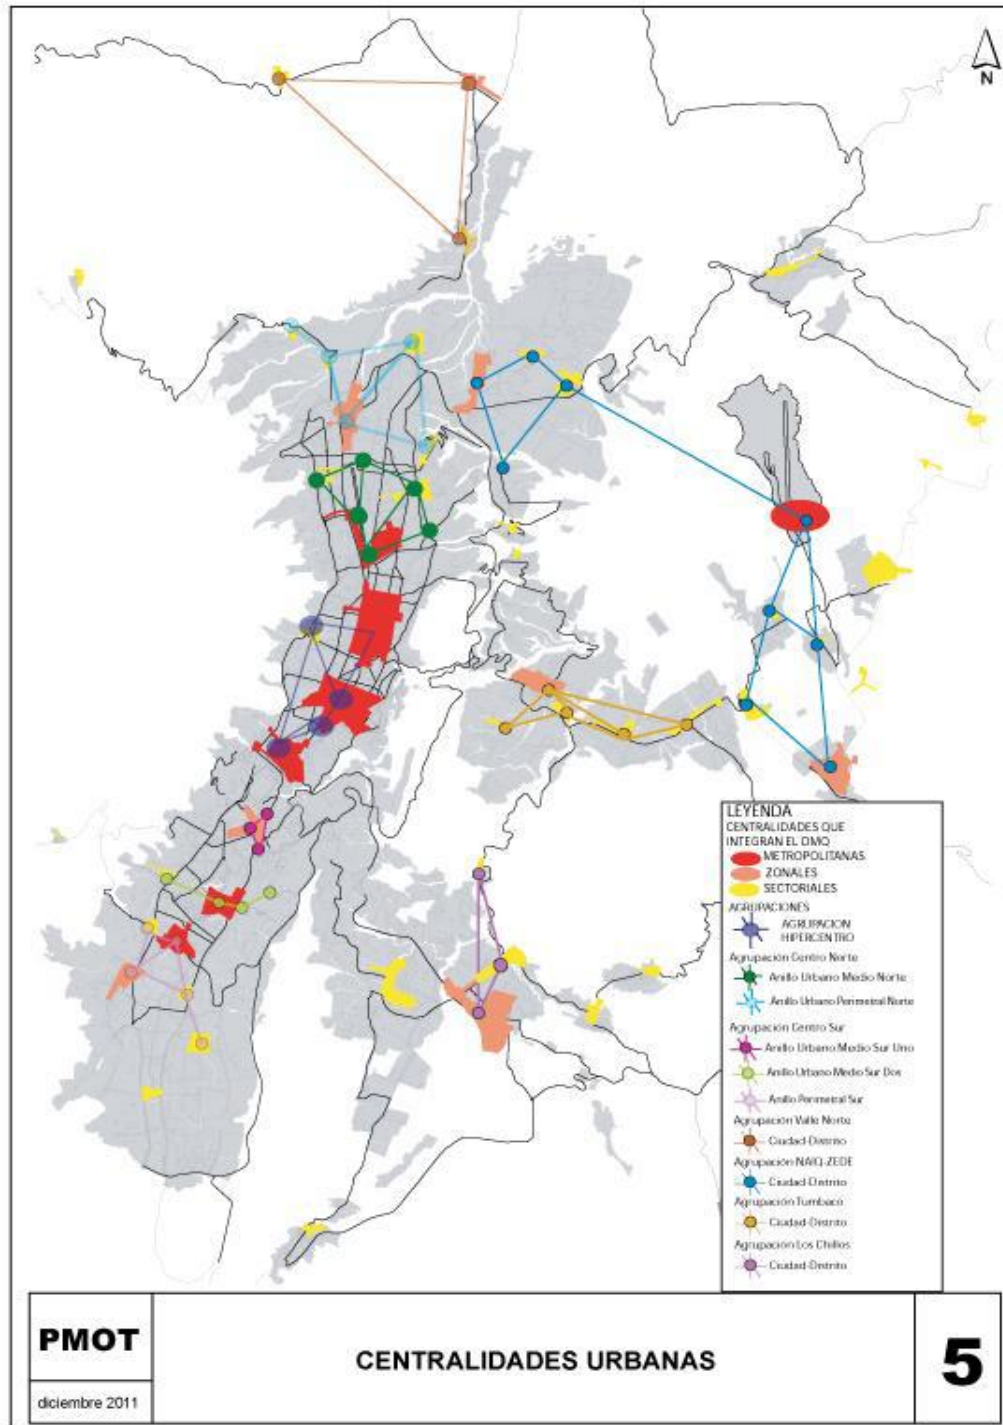 N
LEYENDA
CENTRALIDADES QUE
INTEGRAN EL DMQ
METROPOLITANAS
ZONALES
SECTORIALES
AGRUPACIONES
AGRUPACION
HIPERCENTRO
Agrupación Centro Norte
Anillo Urbano Medio Norte
Anillo Urbano Perimetral Norte
Agrupación Centro Sur
Anillo Urbano Medio Sur Uno
Anillo Urbano Medio Sur Dos
Anillo Perimetral Sur
Agrupación Valle Norte
Ciudad-Distrito
Agrupación NAIQ-ZEDE
Ciudad-Distrito
Agrupación Tumbaco
Ciudad-Distrito
Agrupación Los Chillos
Ciudad-Distrito
PMOT
diciembre 2011
CENTRALIDADES URBANAS
5